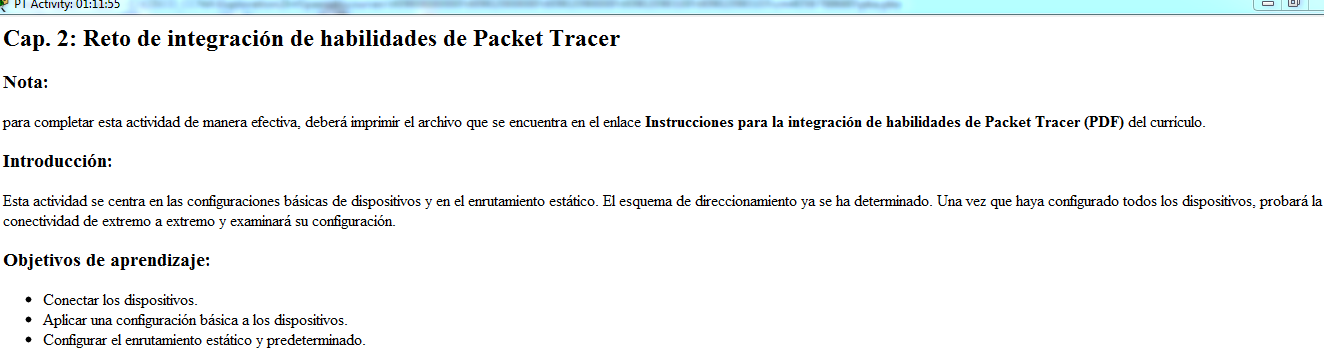 PT Activity: 01:11:55
Cap. 2: Reto de integración de habilidades de Packet Tracer
Nota:
para completar esta actividad de manera efectiva, deberá imprimir el archivo que se encuentra en el enlace Instrucciones para la integración de habilidades de Packet Tracer (PDF) del currículo.
Introducción:
Esta actividad se centra en las configuraciones básicas de dispositivos y en el enrutamiento estático. El esquema de direccionamiento ya se ha determinado. Una vez que haya configurado todos los dispositivos, probará la
conectividad de extremo a extremo y examinará su configuración.
Objetivos de aprendizaje:
• Conectar los dispositivos.
• Aplicar una configuración básica a los dispositivos.
• Configurar el enrutamiento estático y predeterminado.